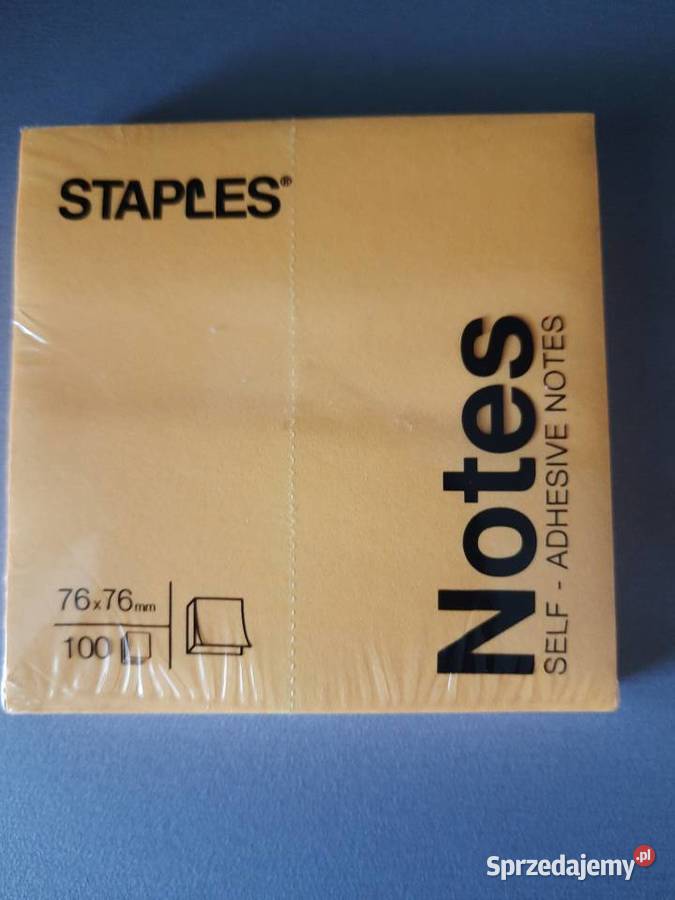 STAPLES®
Notes
SELF - ADHESIVE NOTES
76x76mm
100
Sprzedajemy.pl